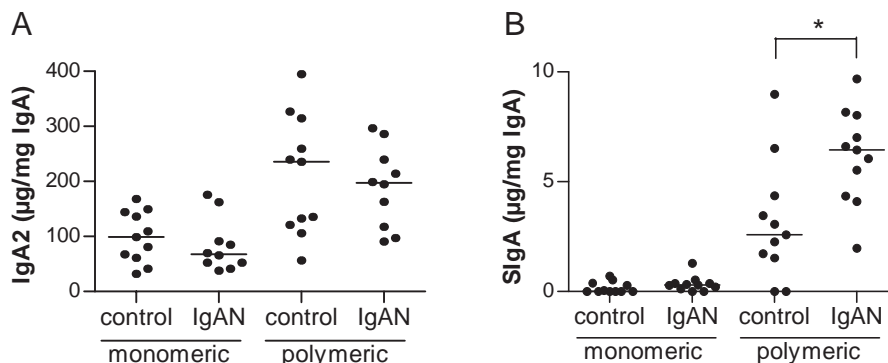 A
IgA2 (µg/mg IgA)
400
300
200
100
0
control IgAN control IgAN
monomeric polymeric
B
*
SIgA (µg/mg IgA)
10
5
0
control IgAN control IgAN
monomeric polymeric